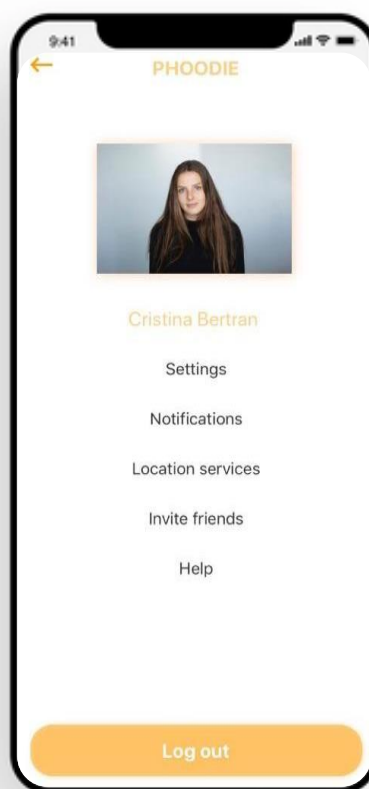 9:41
PHOODIE
Cristina Bertran
Settings
Notifications
Location services
Invite friends
Help
Log out